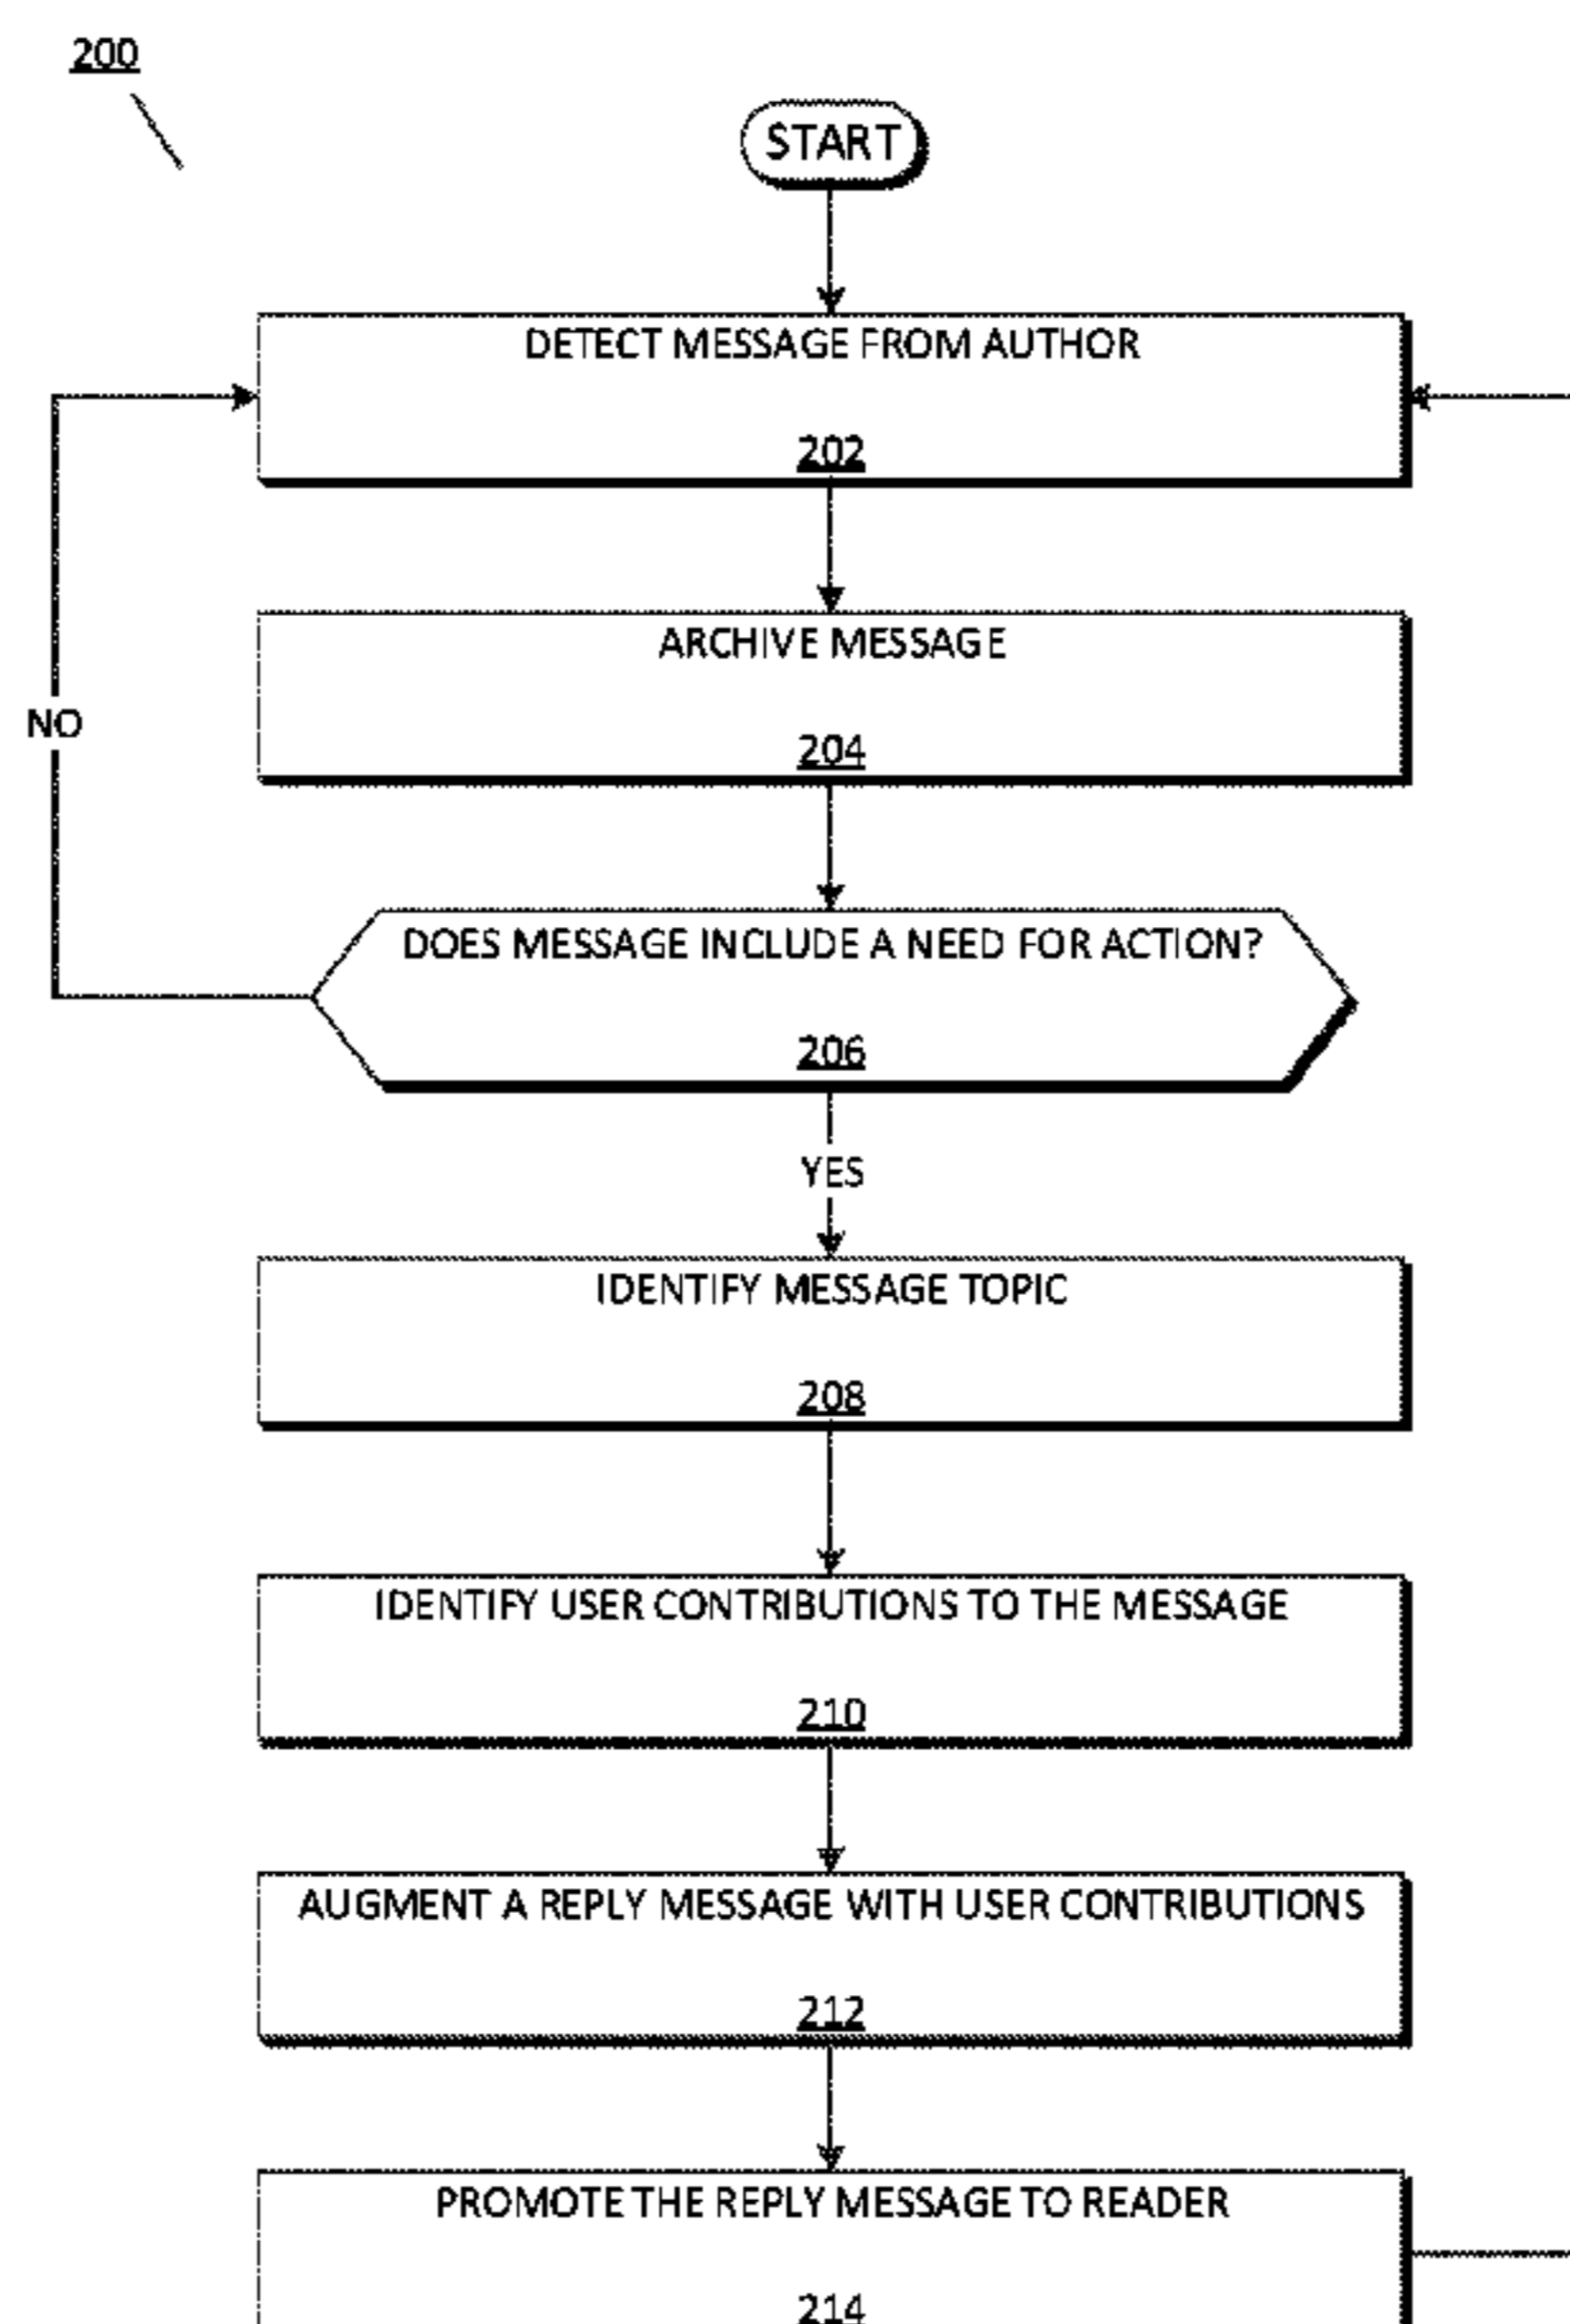 200
START
DETECT MESSAGE FROM AUTHOR
202
ARCHIVE MESSAGE
204
NO
DOES MESSAGE INCLUDE A NEED FOR ACTION?
206
YES
IDENTIFY MESSAGE TOPIC
208
IDENTIFY USER CONTRIBUTIONS TO THE MESSAGE
210
AUGMENT A REPLY MESSAGE WITH USER CONTRIBUTIONS
212
PROMOTE THE REPLY MESSAGE TO READER
214